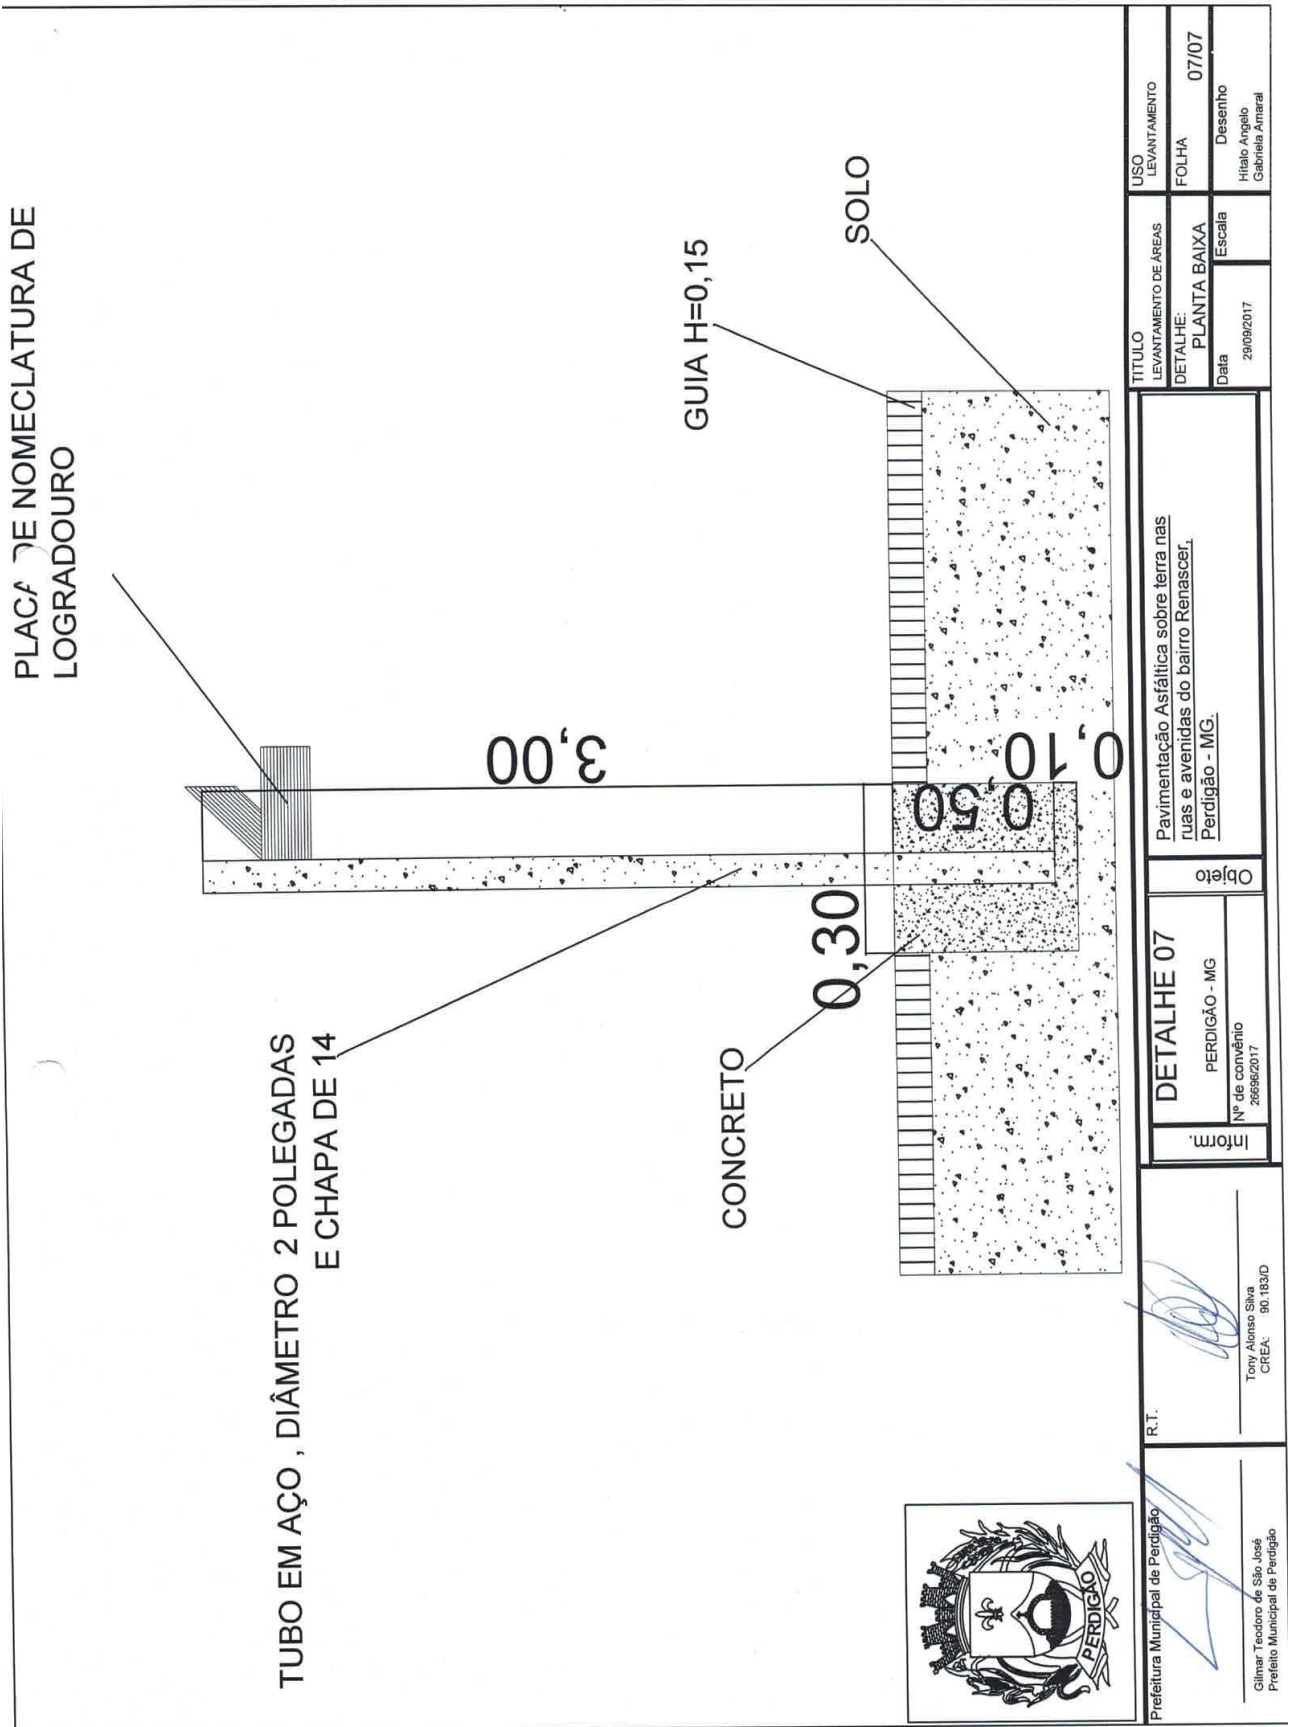 PLACA DE NOMECLATURA DE
LOGRADOURO
TUBO EM AÇO , DIÂMETRO 2 POLEGADAS
E CHAPA DE 14
3,00
GUIA H=0,15
SOLO
CONCRETO
0,30
0,50
0,10
PERDIGÃO
Prefeitura Municipal de Perdigão
Gilmar Teodoro de São José
Prefeito Municipal de Perdigão
R.T.
Tony Alonso Silva
CREA: 90.183/D
Inform.
DETALHE 07
PERDIGÃO - MG
Nº de convênio
26696/2017
Objeto
Pavimentação Asfáltica sobre terra nas
ruas e avenidas do bairro Renascer,
Perdigão - MG.
TITULO
LEVANTAMENTO DE ÁREAS
USO
LEVANTAMENTO
DETALHE:
PLANTA BAIXA
FOLHA
07/07
Data
29/09/2017
Escala
Desenho
Hítalo Angelo
Gabriela Amaral